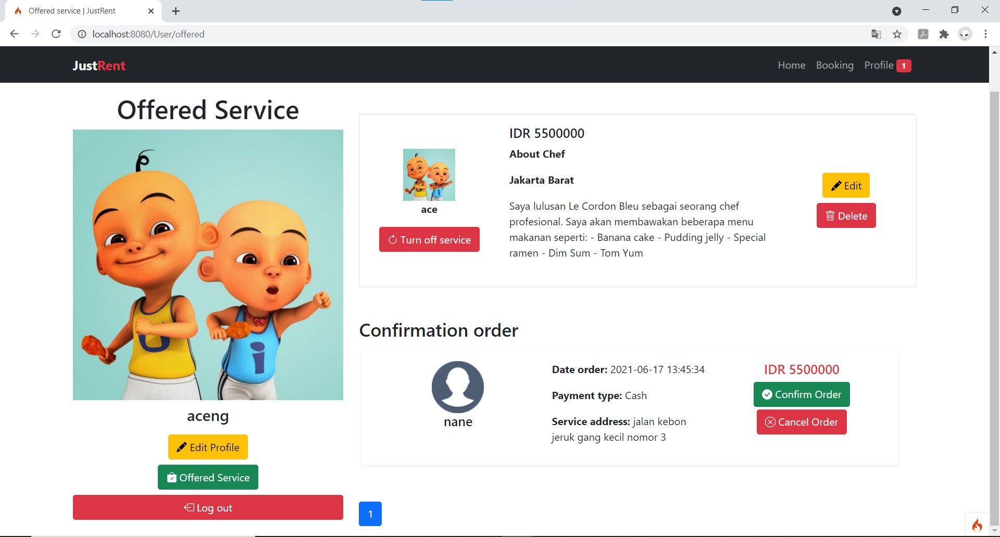 Offered service | JustRent
localhost:8080/User/offered
JustRent
Home Booking Profile 1
Offered Service
aceng
Edit Profile
Offered Service
Log out
ace
Turn off service
IDR 5500000
About Chef
Jakarta Barat
Saya lulusan Le Cordon Bleu sebagai seorang chef
profesional. Saya akan membawakan beberapa menu
makanan seperti: - Banana cake - Pudding jelly - Special
ramen - Dim Sum - Tom Yum
Edit
Delete
Confirmation order
nane
Date order: 2021-06-17 13:45:34
Payment type: Cash
Service address: jalan kebon
jeruk gang kecil nomor 3
IDR 5500000
Confirm Order
Cancel Order
1